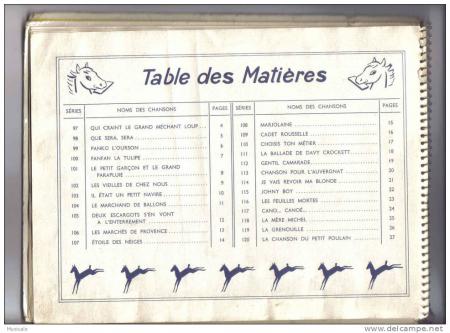 Table des Matières
SÉRIES NOMS DES CHANSONS PAGES
97 QUI CRAINT LE GRAND MÉCHANT LOUP... 4
98 QUE SERA, SERA 5
99 PANKO L'OURSON 6
100 FANFAN LA TULIPE 7
101 LE PETIT GARÇON ET LE GRAND
PARAPLUIE 8
102 LES VIEILLES DE CHEZ NOUS 9
103 IL ÉTAIT UN PETIT NAVIRE 10
104 LE MARCHAND DE BALLONS 11
105 DEUX ESCARGOTS S'EN VONT
A L'ENTERREMENT 12
106 LES MARCHÉS DE PROVENCE 13
107 ÉTOILE DES NEIGES 14
SÉRIES NOMS DES CHANSONS PAGES
108 MARJOLAINE 15
109 CADET ROUSSELLE 16
110 CHOISIS TON MÉTIER 17
111 LA BALLADE DE DAVY CROCKETT 18
112 GENTIL CAMARADE 19
113 CHANSON POUR L'AUVERGNAT 20
114 JE VAIS REVOIR MA BLONDE 21
115 JOHNNY BOY 22
116 LES FEUILLES MORTES 23
117 CANO... CANOÉ... 24
118 LA MÈRE MICHEL 25
119 LA GRENOUILLE 26
120 LA CHANSON DU PETIT POULAIN 27
delcampe.net